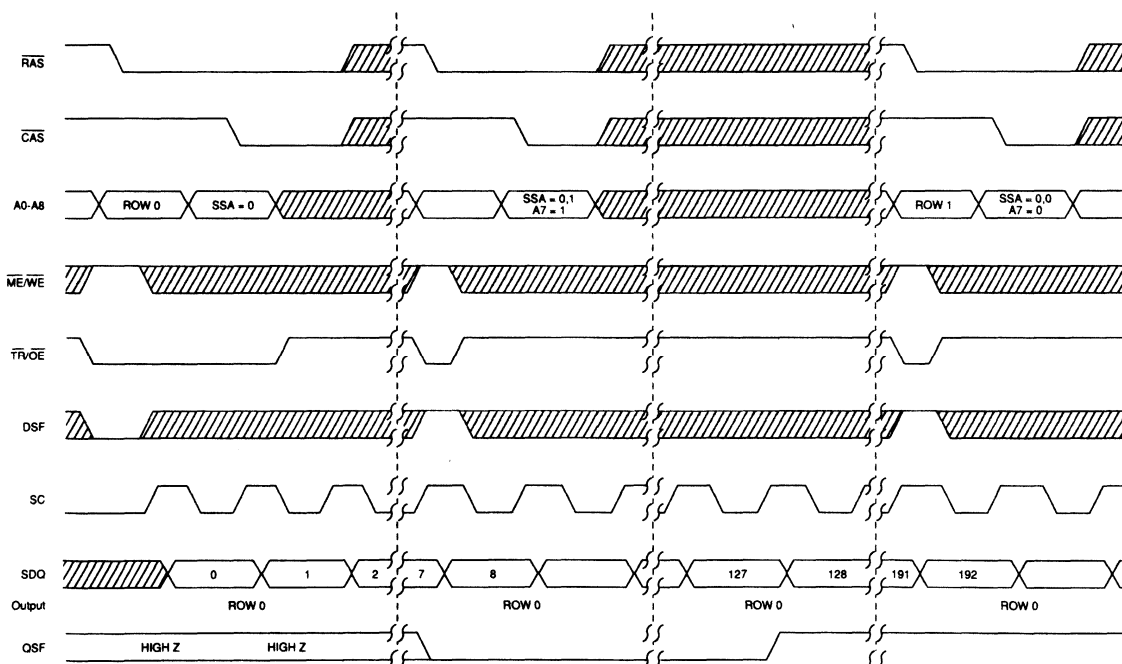 RAS
CAS
A0-A8 ROW 0 SSA = 0 SSA = 0,1 ROW 1 SSA = 0,0
A7 = 1 A7 = 0
ME/WE
TR/OE
DSF
SC
SDQ 0 1 2 7 8 127 128 191 192
Output ROW 0 ROW 0 ROW 0 ROW 0
QSF HIGH Z HIGH Z